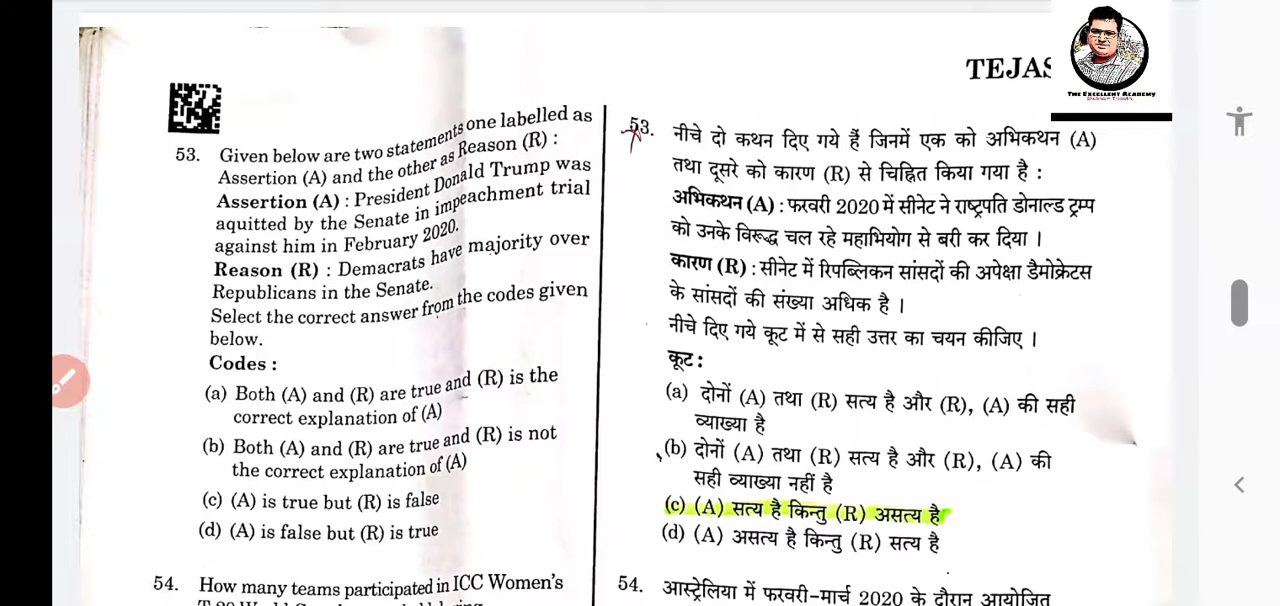 TEJAS
THE EXCELLENT ACADEMY
53. Given below are two statements one labelled as
Assertion (A) and the other as Reason (R) :
Assertion (A) : President Donald Trump was
aquitted by the Senate in impeachment trial
against him in February 2020.
Reason (R) : Demacrats have majority over
Republicans in the Senate.
Select the correct answer from the codes given
below.
Codes :
(a) Both (A) and (R) are true and (R) is the
correct explanation of (A)
(b) Both (A) and (R) are true and (R) is not
the correct explanation of (A)
(c) (A) is true but (R) is false
(d) (A) is false but (R) is true
54. How many teams participated in ICC Women's
53. नीचे दो कथन दिए गये हैं जिनमें एक को अभिकथन (A)
तथा दूसरे को कारण (R) से चिह्नित किया गया है :
अभिकथन (A) : फरवरी 2020 में सीनेट ने राष्ट्रपति डोनाल्ड ट्रम्प
को उनके विरूद्ध चल रहे महाभियोग से बरी कर दिया ।
कारण (R) : सीनेट में रिपब्लिकन सांसदों की अपेक्षा डैमोक्रेटस
के सांसदों की संख्या अधिक है ।
नीचे दिए गये कूट में से सही उत्तर का चयन कीजिए ।
कूट :
(a) दोनों (A) तथा (R) सत्य है और (R), (A) की सही
व्याख्या है
(b) दोनों (A) तथा (R) सत्य है और (R), (A) की
सही व्याख्या नहीं है
(c) (A) सत्य है किन्तु (R) असत्य है
(d) (A) असत्य है किन्तु (R) सत्य है
54. आस्ट्रेलिया में फरवरी-मार्च 2020 के दौरान आयोजित